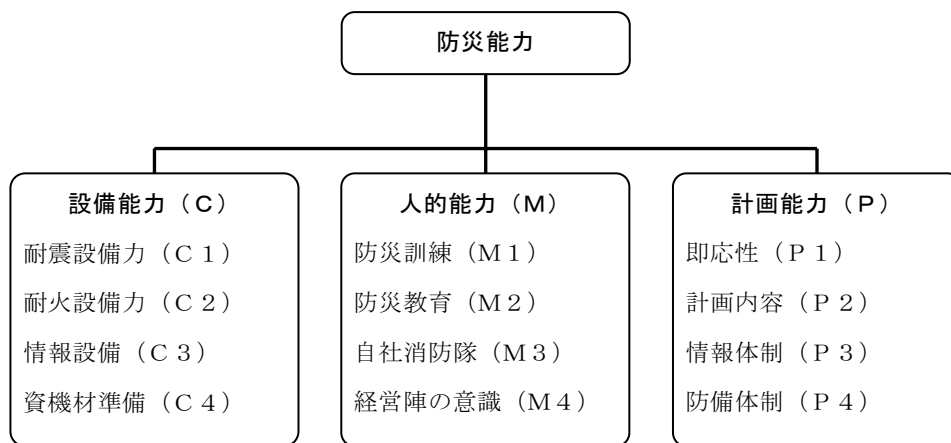 防災能力
設備能力（Ｃ）
耐震設備力（Ｃ１）
耐火設備力（Ｃ２）
情報設備（Ｃ３）
資機材準備（Ｃ４）
人的能力（Ｍ）
防災訓練（Ｍ１）
防災教育（Ｍ２）
自社消防隊（Ｍ３）
経営陣の意識（Ｍ４）
計画能力（Ｐ）
即応性（Ｐ１）
計画内容（Ｐ２）
情報体制（Ｐ３）
防備体制（Ｐ４）